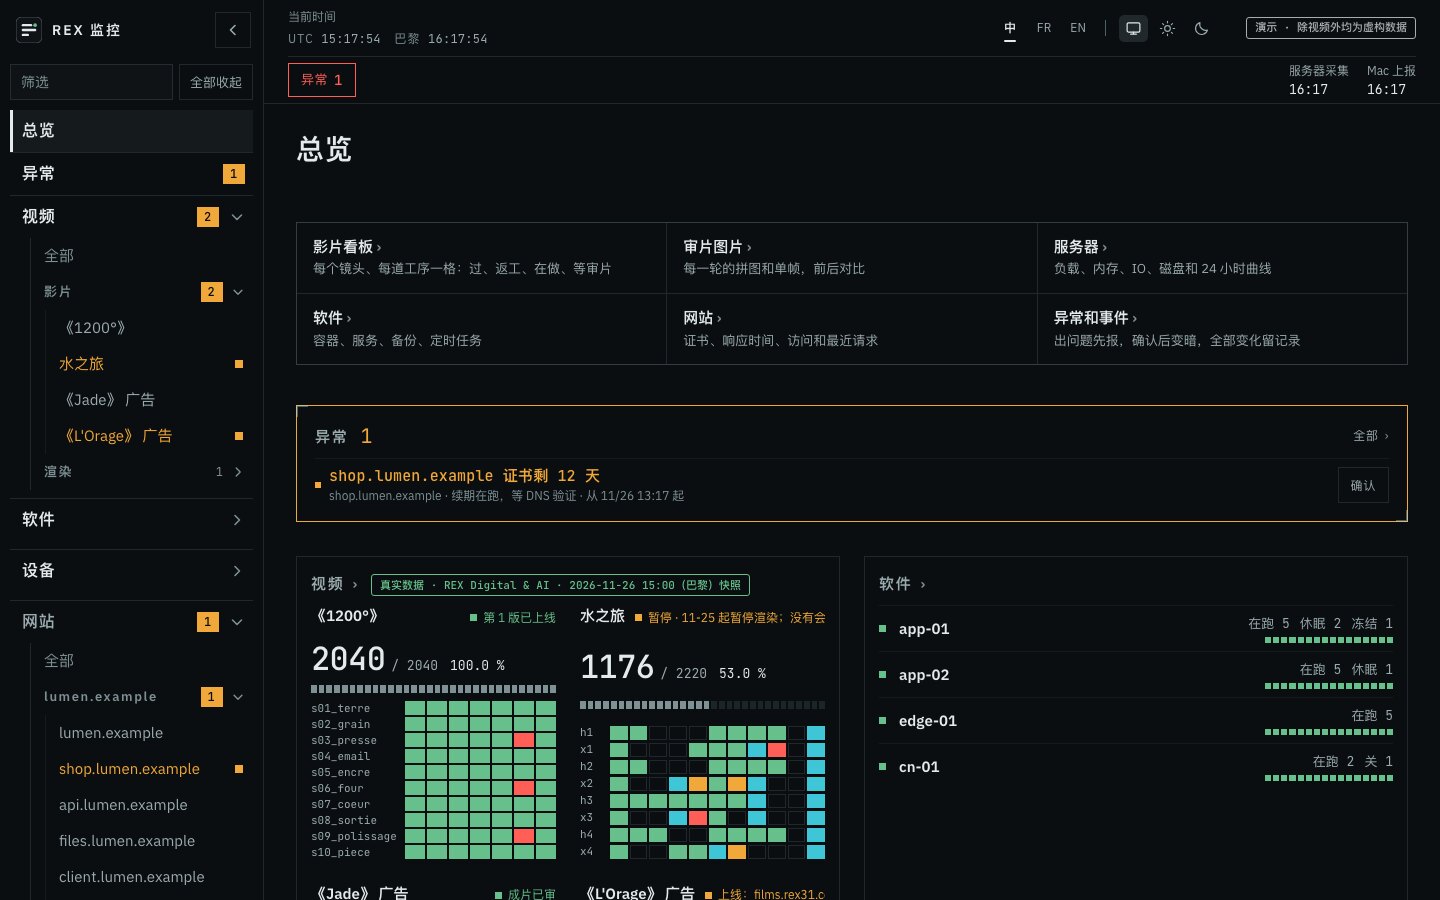 REX 监控
筛选
全部收起
总览
异常 1
视频 2
全部
影片 2
《1200°》
水之旅
《Jade》 广告
《L'Orage》 广告
渲染 1
软件
设备
网站 1
全部
lumen.example 1
lumen.example
shop.lumen.example
api.lumen.example
files.lumen.example
client.lumen.example
当前时间
UTC 15:17:54 巴黎 16:17:54
中 FR EN
演示 · 除视频外均为虚构数据
异常 1
服务器采集 Mac 上报
16:17 16:17
总览
影片看板 ›
每个镜头、每道工序一格：过、返工、在做、等审片
审片图片 ›
每一轮的拼图和单帧，前后对比
服务器 ›
负载、内存、IO、磁盘和 24 小时曲线
软件 ›
容器、服务、备份、定时任务
网站 ›
证书、响应时间、访问和最近请求
异常和事件 ›
出问题先报，确认后变暗，全部变化留记录
异常 1
全部 ›
shop.lumen.example 证书剩 12 天
shop.lumen.example · 续期在跑，等 DNS 验证 · 从 11/26 13:17 起
确认
视频 ›
真实数据 · REX Digital & AI · 2026-11-26 15:00 (巴黎) 快照
《1200°》
第 1 版已上线
2040 / 2040 100.0 %
s01_terre
s02_grain
s03_presse
s04_email
s05_encre
s06_four
s07_coeur
s08_sortie
s09_polissage
s10_piece
水之旅
暂停 · 11-25 起暂停渲染；没有会
1176 / 2220 53.0 %
h1
x1
h2
x2
h3
x3
h4
x4
《Jade》 广告
成片已审
《L'Orage》 广告
上线：films.rex31.c
软件 ›
app-01
在跑 5 休眠 2 冻结 1
app-02
在跑 5 休眠 1
edge-01
在跑 5
cn-01
在跑 2 关 1